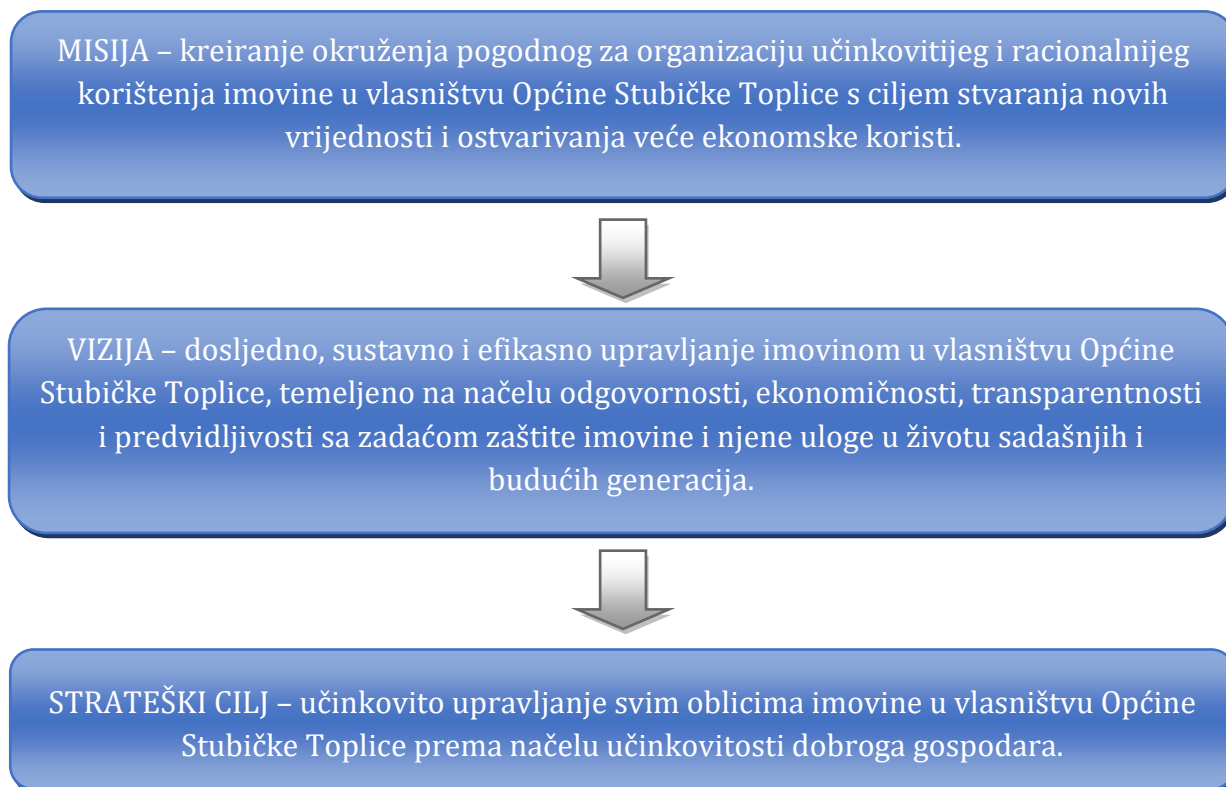 MISIJA – kreiranje okruženja pogodnog za organizaciju učinkovitijeg i racionalnijeg
korištenja imovine u vlasništvu Općine Stubičke Toplice s ciljem stvaranja novih
vrijednosti i ostvarivanja veće ekonomske koristi.
VIZIJA – dosljedno, sustavno i efikasno upravljanje imovinom u vlasništvu Općine
Stubičke Toplice, temeljeno na načelu odgovornosti, ekonomičnosti, transparentnosti
i predvidljivosti sa zadaćom zaštite imovine i njene uloge u životu sadašnjih i
budućih generacija.
STRATEŠKI CILJ – učinkovito upravljanje svim oblicima imovine u vlasništvu Općine
Stubičke Toplice prema načelu učinkovitosti dobroga gospodara.